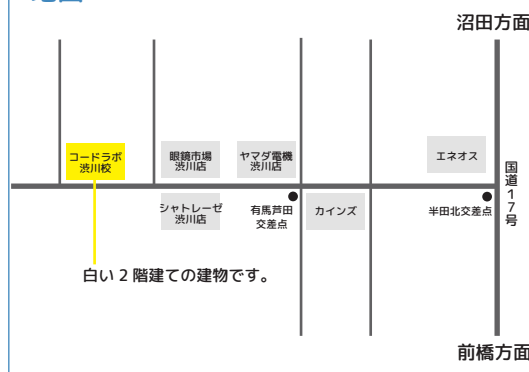 沼田方面
コードラボ
渋川校
眼鏡市場
渋川店
ヤマダ電機
渋川店
エネオス
国道17号
シャトレーゼ
渋川店
有馬芦田
交差点
カインズ
半田北交差点
白い2階建ての建物です。
前橋方面